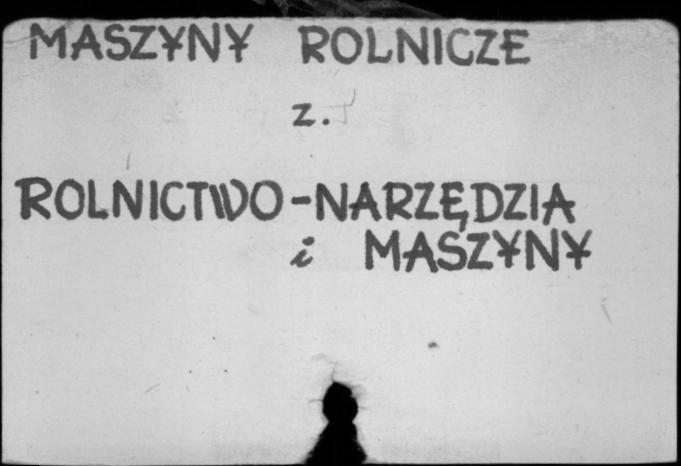 MASZYNY ROLNICZE
z.
ROLNICTWO-NARZĘDZIA
i MASZYNY